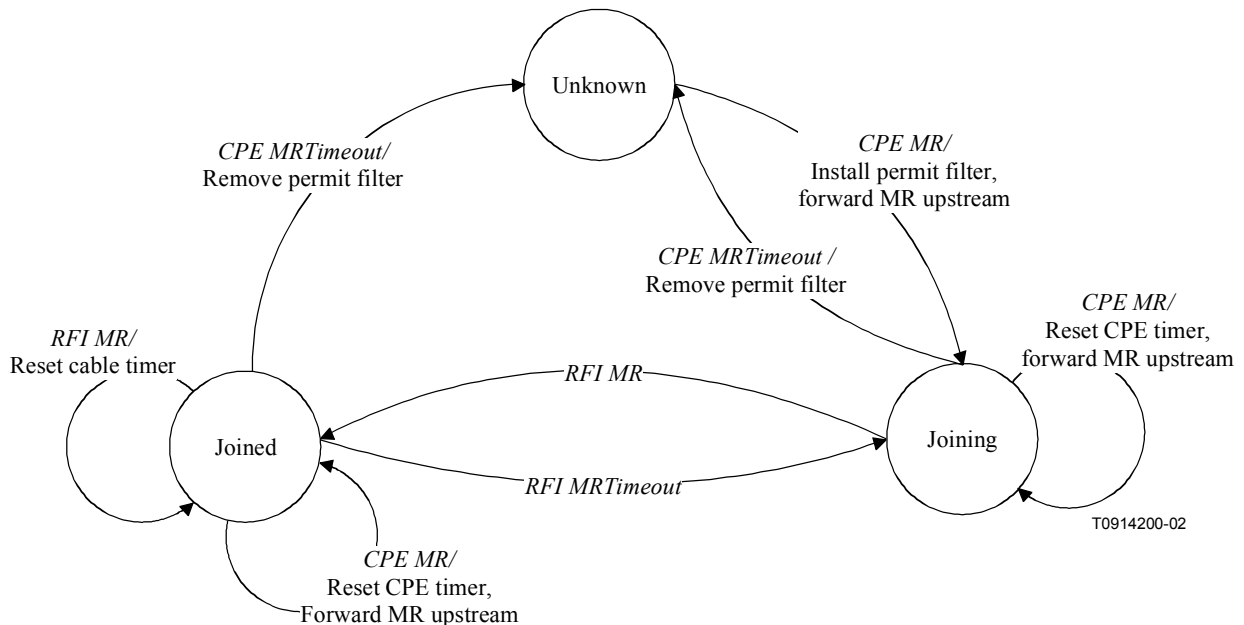 Unknown
CPE MRTimeout/
Remove permit filter
CPE MR/
Install permit filter,
forward MR upstream
CPE MRTimeout /
Remove permit filter
CPE MR/
Reset CPE timer,
forward MR upstream
RFI MR/
Reset cable timer
RFI MR
Joined
Joining
RFI MRTimeout
T0914200-02
CPE MR/
Reset CPE timer,
Forward MR upstream